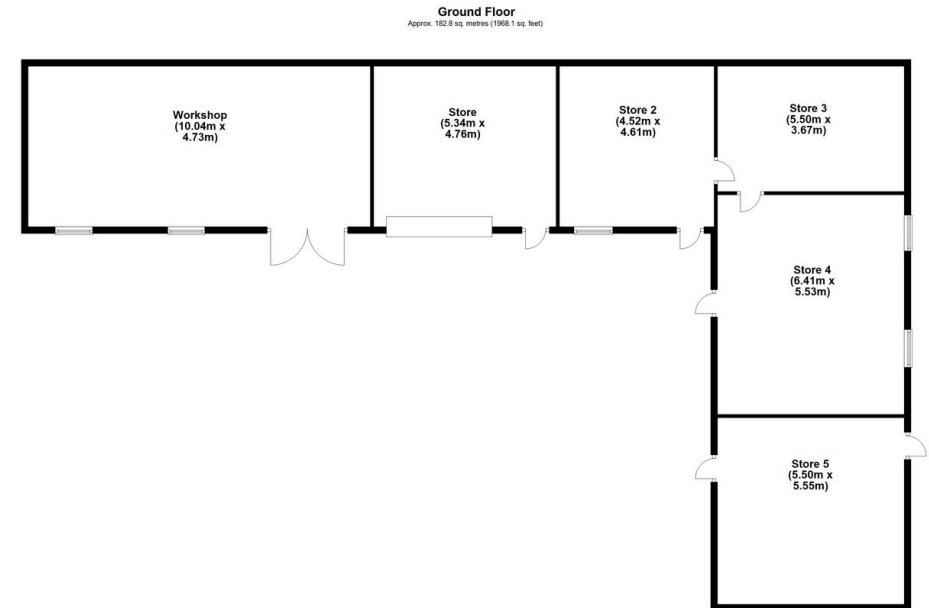 Ground Floor
Approx. 182.8 sq. metres (1968.1 sq. feet)
Workshop
(10.04m x
4.73m)
Store
(5.34m x
4.76m)
Store 2
(4.52m x
4.61m)
Store 3
(5.50m x
3.67m)
Store 4
(6.41m x
5.53m)
Store 5
(5.50m x
5.55m)